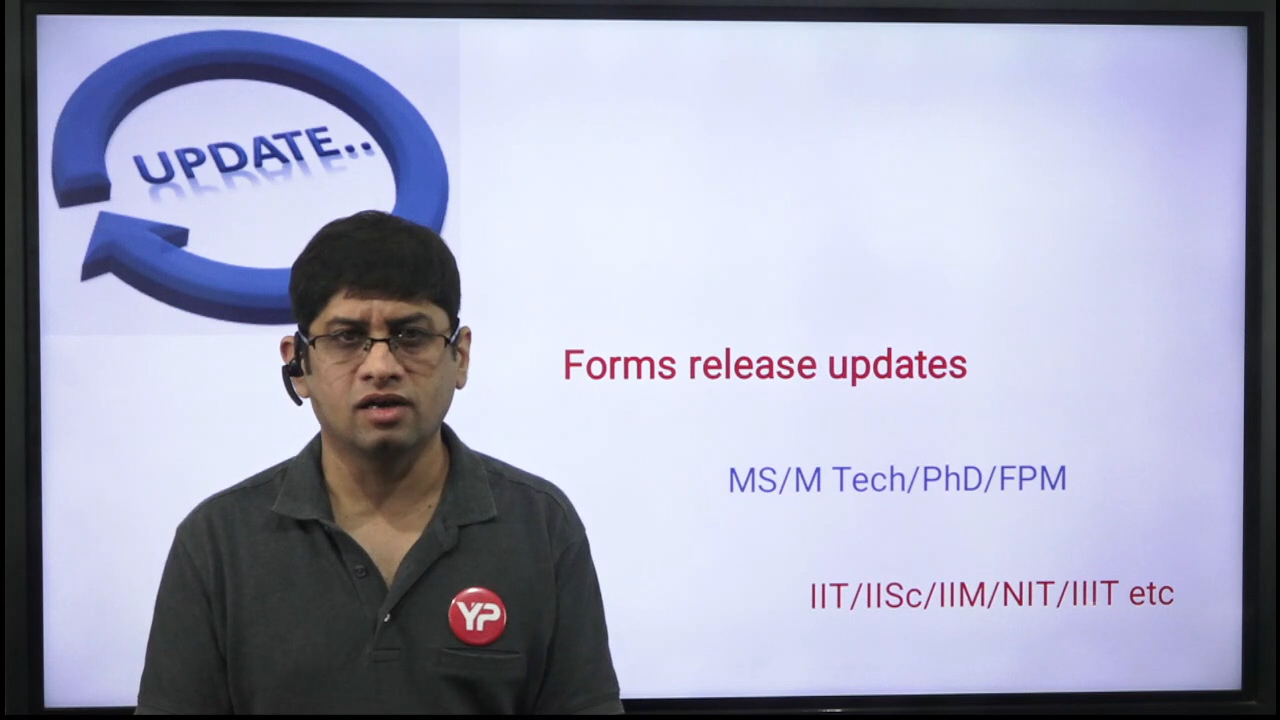 UPDATE..
Forms release updates
MS/M Tech/PhD/FPM
IIT/IISc/IIM/NIT/IIIT etc
YP